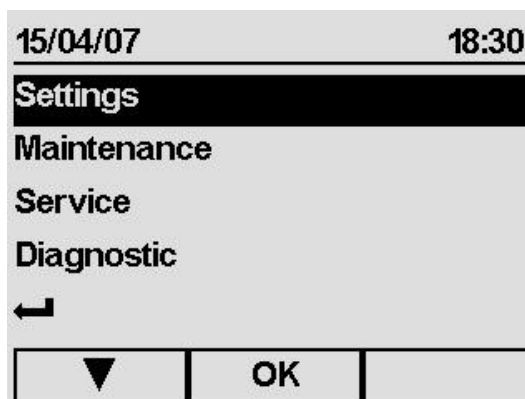 15/04/07 18:30
Settings
Maintenance
Service
Diagnostic
OK